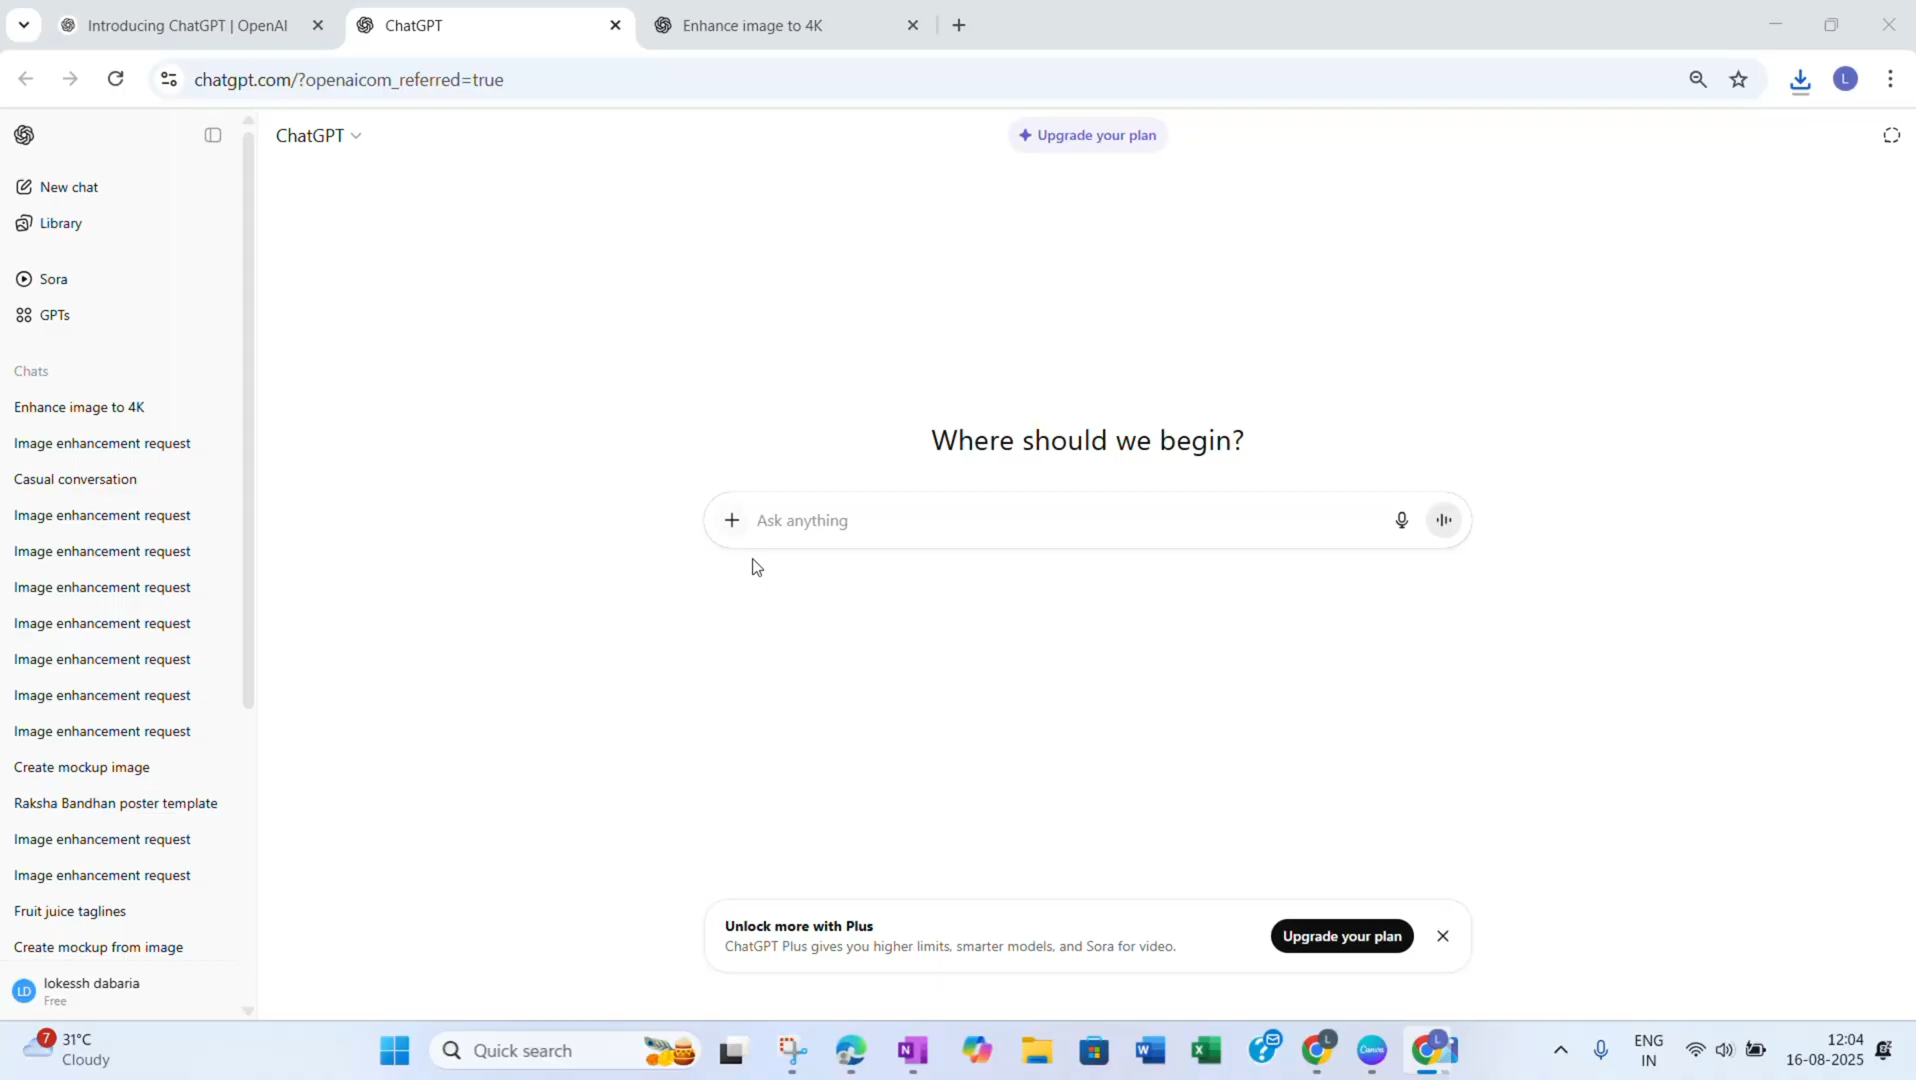 Introducing ChatGPT | OpenAI
ChatGPT
Enhance image to 4K
chatgpt.com/?openaicom_referred=true
L
ChatGPT
Upgrade your plan
New chat
Library
Sora
GPTs
Chats
Enhance image to 4K
Image enhancement request
Casual conversation
Image enhancement request
Image enhancement request
Image enhancement request
Image enhancement request
Image enhancement request
Image enhancement request
Image enhancement request
Create mockup image
Raksha Bandhan poster template
Image enhancement request
Image enhancement request
Fruit juice taglines
Create mockup from image
LD
lokessh dabaria
Free
Where should we begin?
Ask anything
Unlock more with Plus
ChatGPT Plus gives you higher limits, smarter models, and Sora for video.
Upgrade your plan
7
31°C
Cloudy
Quick search
N
W
X
L
Canva
L
ENG
IN
12:04
16-08-2025